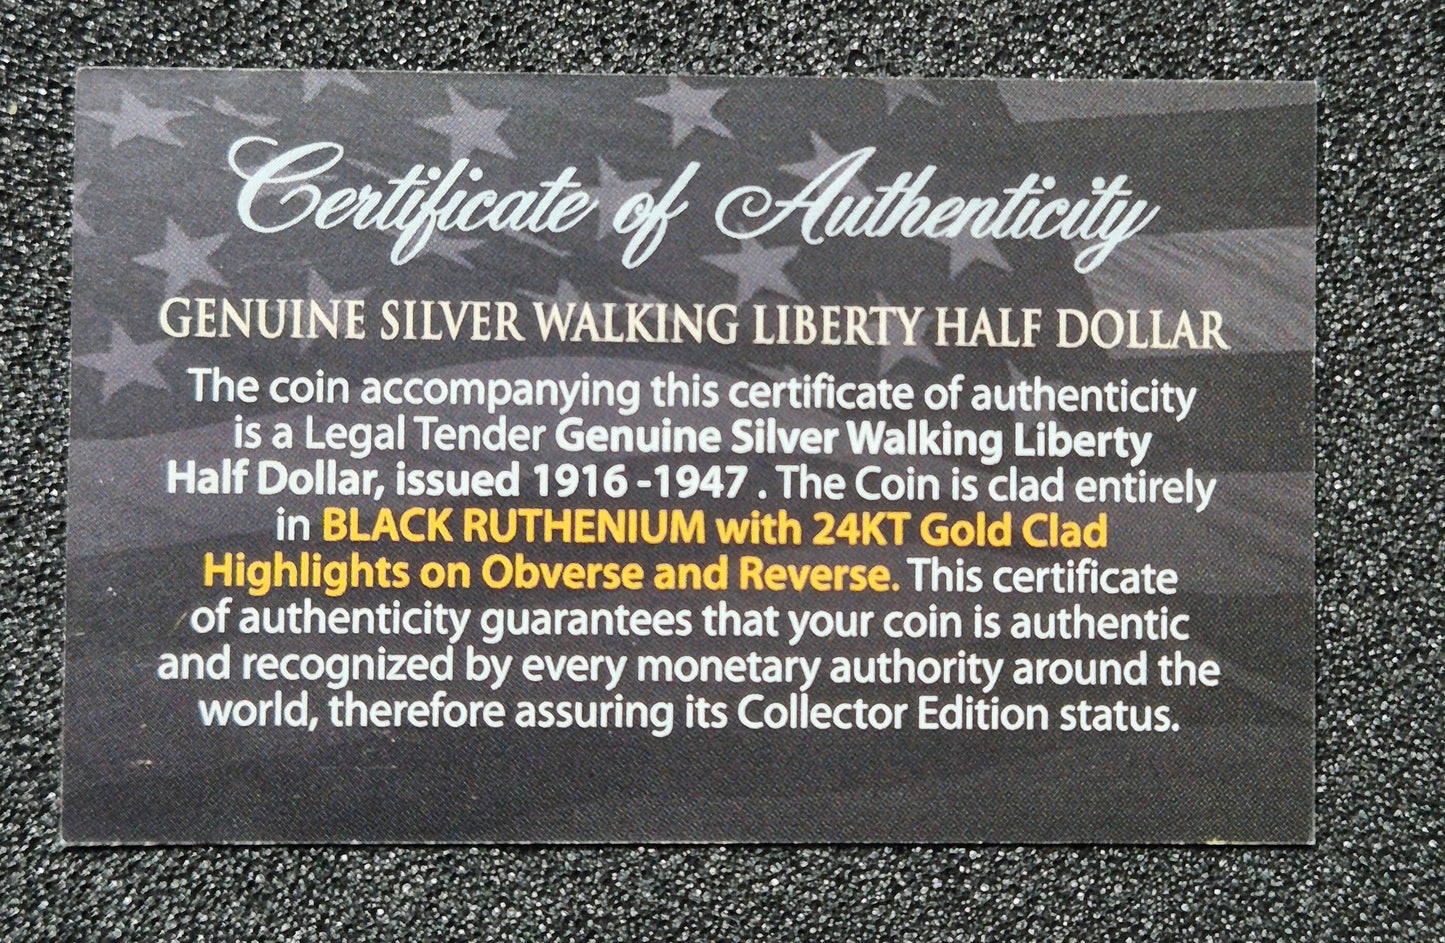 Certificate of Authenticity
GENUINE SILVER WALKING LIBERTY HALF DOLLAR
The coin accompanying this certificate of authenticity
is a Legal Tender Genuine Silver Walking Liberty
Half Dollar, issued 1916 -1947 . The Coin is clad entirely
in BLACK RUTHENIUM with 24KT Gold Clad
Highlights on Obverse and Reverse. This certificate
of authenticity guarantees that your coin is authentic
and recognized by every monetary authority around the
world, therefore assuring its Collector Edition status.